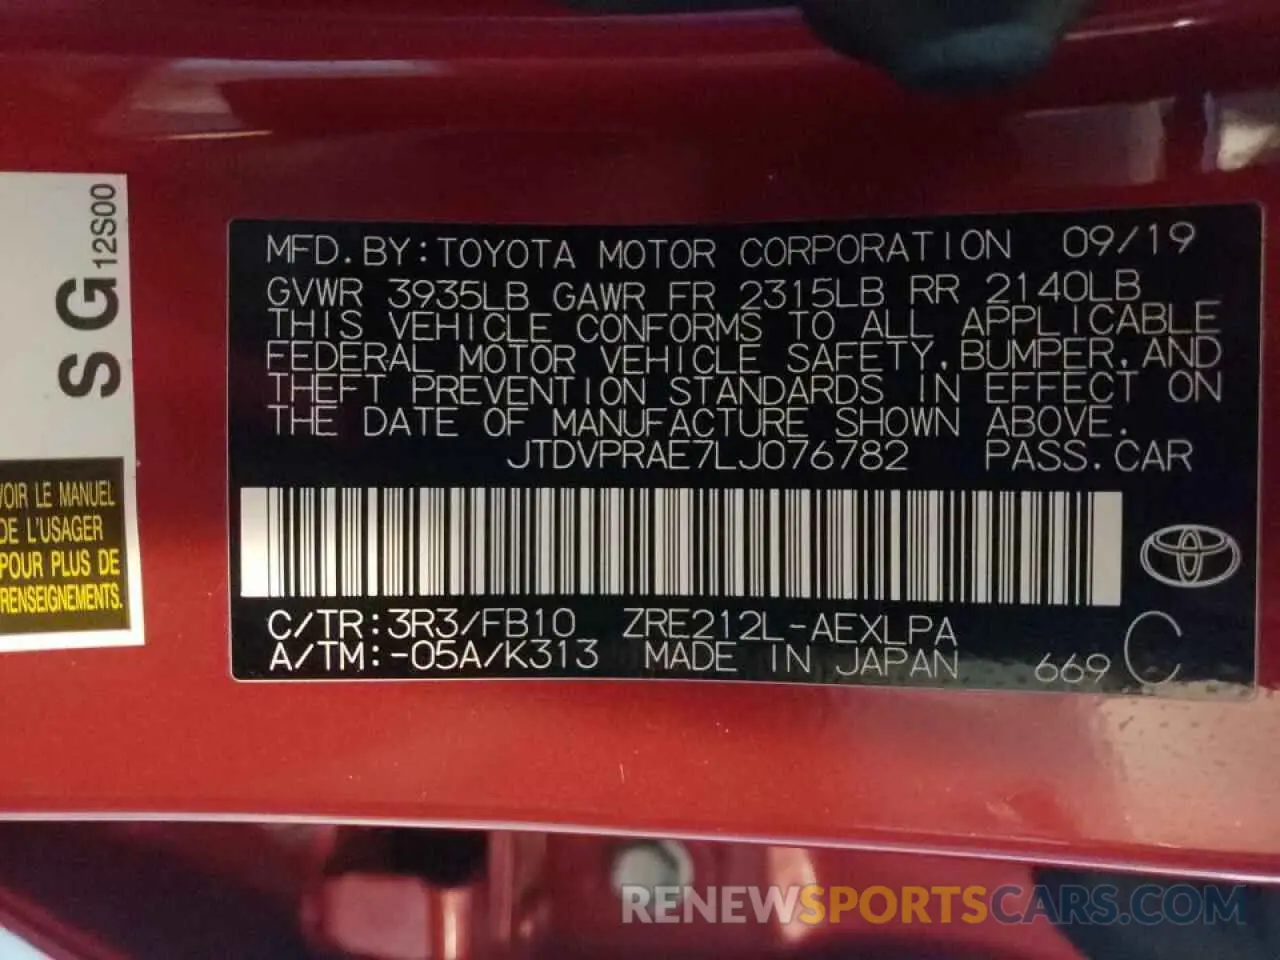 SG12S00
VOIR LE MANUEL
DE L'USAGER
POUR PLUS DE
RENSEIGNEMENTS.
MFD.BY:TOYOTA MOTOR CORPORATION 09/19
GVWR 3935LB GAWR FR 2315LB RR 2140LB
THIS VEHICLE CONFORMS TO ALL APPLICABLE
FEDERAL MOTOR VEHICLE SAFETY,BUMPER,AND
THEFT PREVENTION STANDARDS IN EFFECT ON
THE DATE OF MANUFACTURE SHOWN ABOVE.
JTDVPRAE7LJ076782 PASS.CAR
C/TR:3R3/FB10 ZRE212L-AEXLPA
A/TM:-05A/K313 MADE IN JAPAN 669 C
RENEWSPORTSCARS.COM